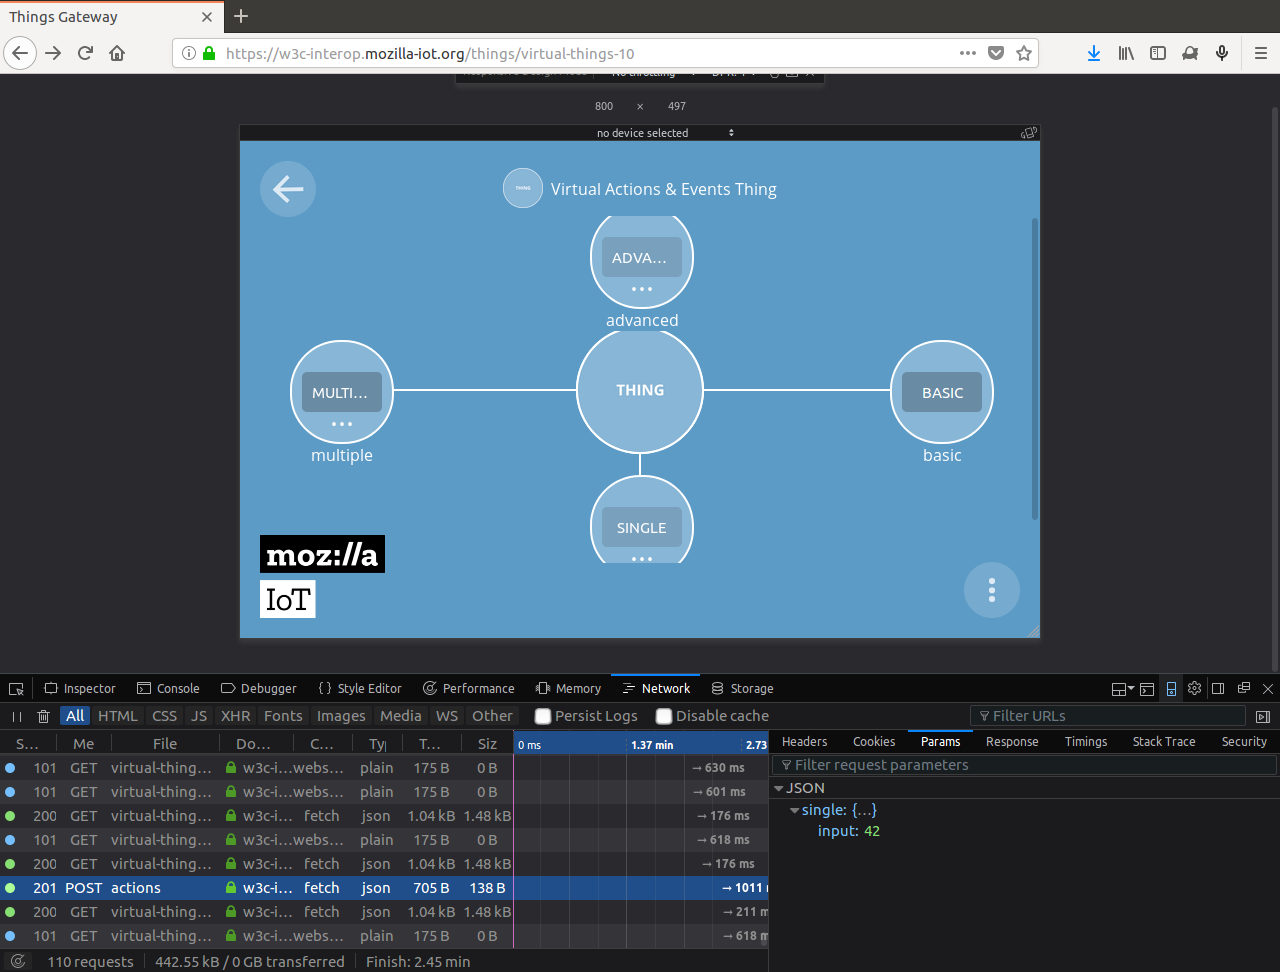 Things Gateway
https://w3c-interop.mozilla-iot.org/things/virtual-things-10
No throttling
800 × 497
no device selected
THING Virtual Actions & Events Thing
ADVA...
advanced
MULTI...
multiple
THING
BASIC
basic
SINGLE
moz://a
IoT
Inspector Console Debugger {} Style Editor Performance Memory Network Storage
All HTML CSS JS XHR Fonts Images Media WS Other Persist Logs Disable cache Filter URLs
S... Me File Do... C... Ty T... Siz 0 ms 1.37 min 2.73
Headers Cookies Params Response Timings Stack Trace Security
Filter request parameters
JSON
single: {...}
input: 42
101 GET virtual-thing... w3c-i... webs... plain 175 B 0 B → 630 ms
101 GET virtual-thing... w3c-i... webs... plain 175 B 0 B → 601 ms
200 GET virtual-thing... w3c-i... fetch json 1.04 kB 1.48 kB → 176 ms
101 GET virtual-thing... w3c-i... webs... plain 175 B 0 B → 618 ms
200 GET virtual-thing... w3c-i... fetch json 1.04 kB 1.48 kB → 176 ms
201 POST actions w3c-i... fetch json 705 B 138 B → 1011
200 GET virtual-thing... w3c-i... fetch json 1.04 kB 1.48 kB → 211 m
101 GET virtual-thing... w3c-i... webs... plain 175 B 0 B → 618 m
110 requests 442.55 kB / 0 GB transferred Finish: 2.45 min